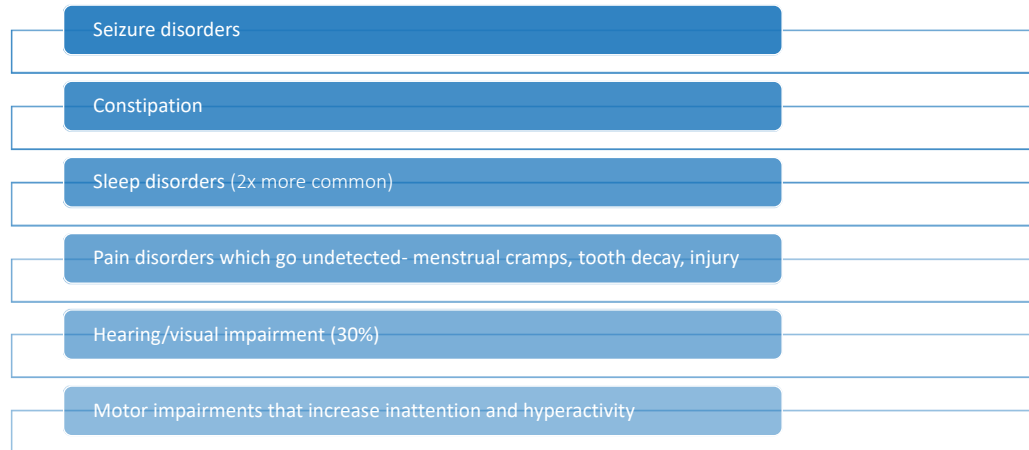 Seizure disorders
Constipation
Sleep disorders (2x more common)
Pain disorders which go undetected- menstrual cramps, tooth decay, injury
Hearing/visual impairment (30%)
Motor impairments that increase inattention and hyperactivity